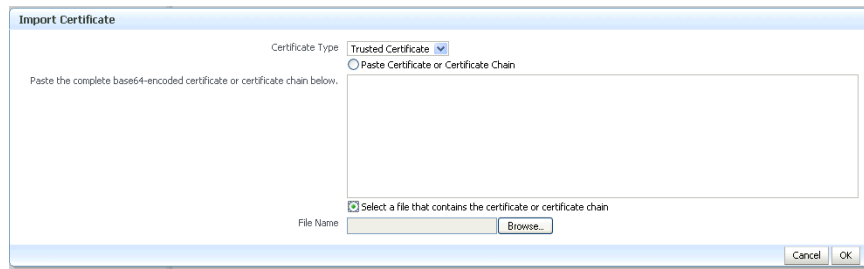 Import Certificate
Certificate Type Trusted Certificate
Paste Certificate or Certificate Chain
Paste the complete base64-encoded certificate or certificate chain below.
Select a file that contains the certificate or certificate chain
File Name Browse...
Cancel OK